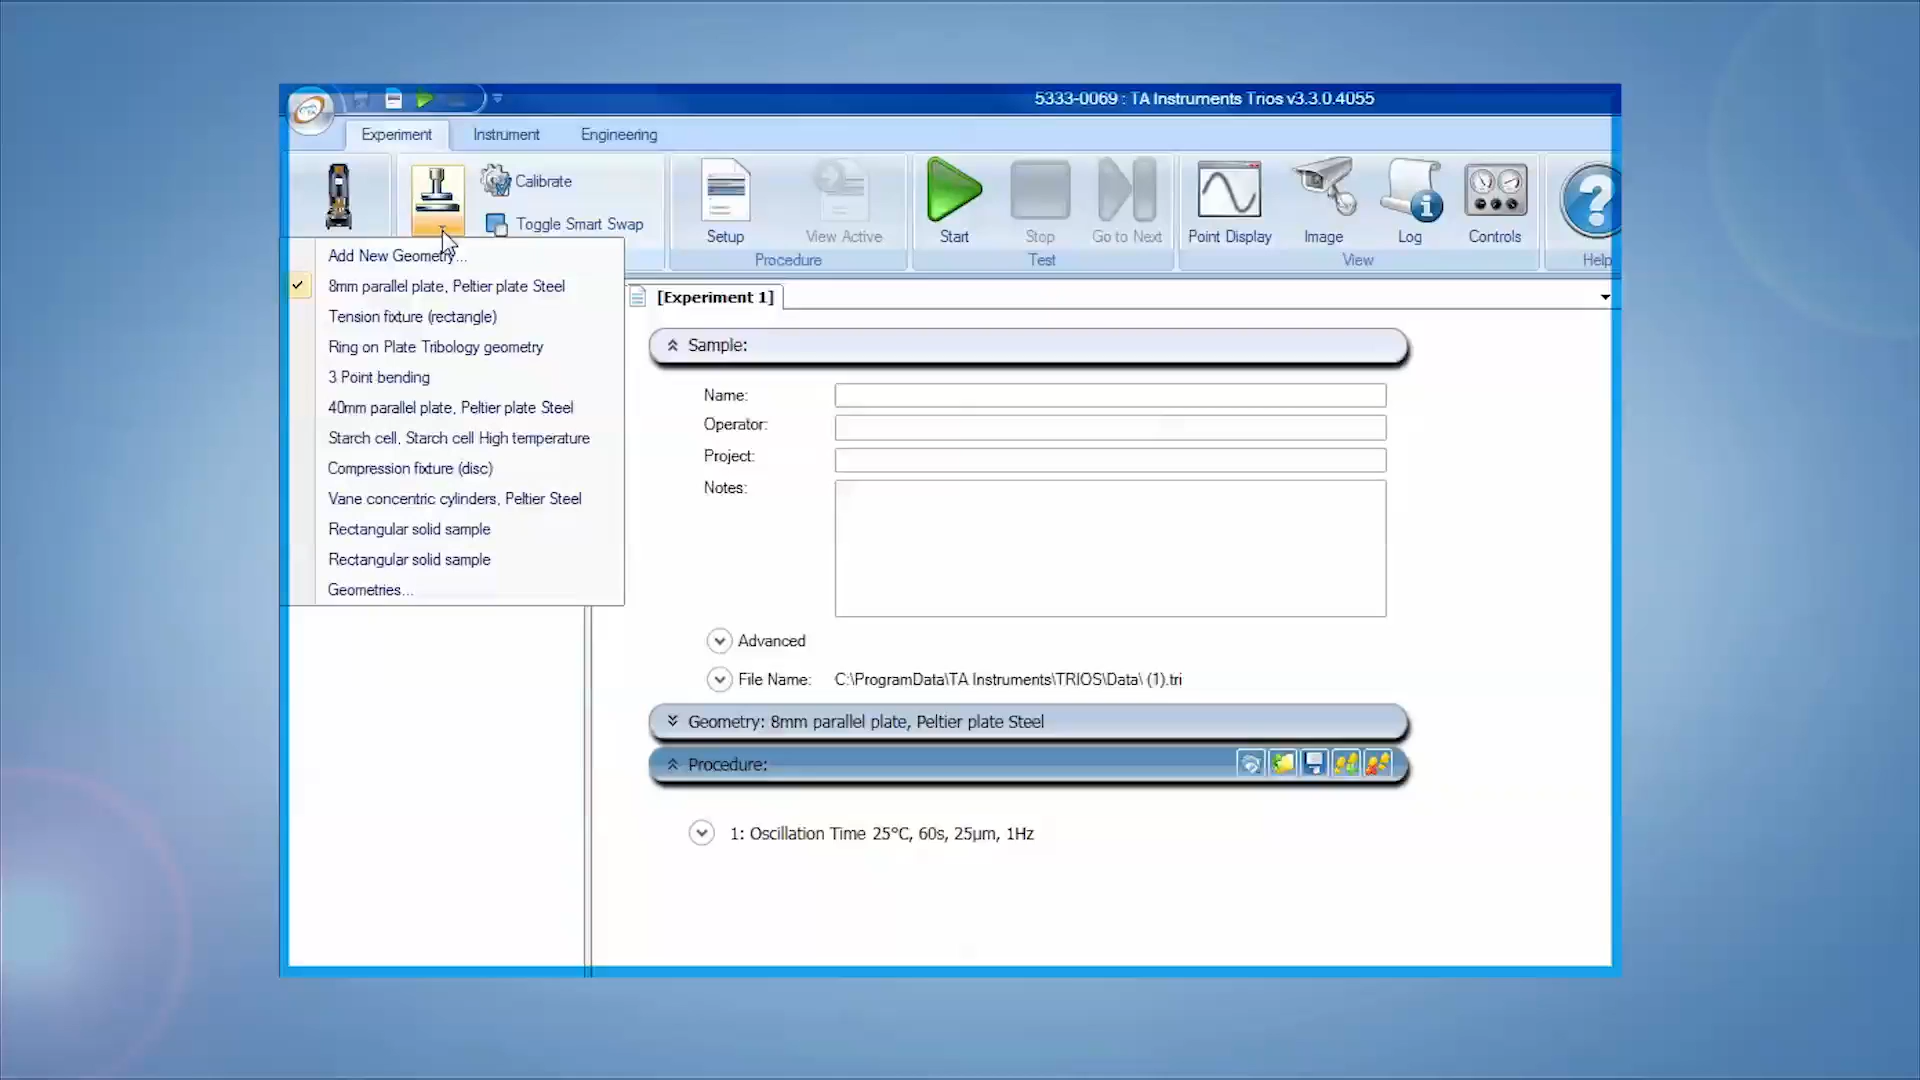 5333-0069 : TA Instruments Trios v3.3.0.4055
Experiment Instrument Engineering
Calibrate
Toggle Smart Swap
Setup View Active Start Stop Go to Next Point Display Image Log Controls
Procedure Test View Help
Add New Geometry...
8mm parallel plate, Peltier plate Steel
Tension fixture (rectangle)
Ring on Plate Tribology geometry
3 Point bending
40mm parallel plate, Peltier plate Steel
Starch cell, Starch cell High temperature
Compression fixture (disc)
Vane concentric cylinders, Peltier Steel
Rectangular solid sample
Rectangular solid sample
Geometries...
[Experiment 1]
Sample:
Name:
Operator:
Project:
Notes:
Advanced
File Name: C:\ProgramData\TA Instruments\TRIOS\Data\ (1).tri
Geometry: 8mm parallel plate, Peltier plate Steel
Procedure:
1: Oscillation Time 25°C, 60s, 25µm, 1Hz